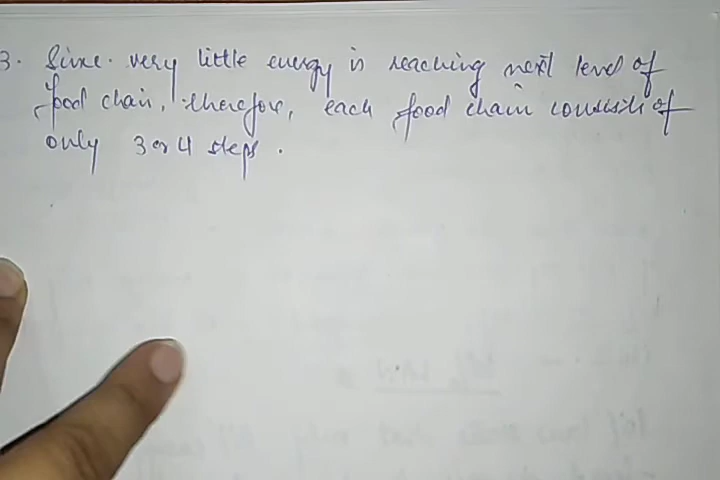 3. Since very little energy is reaching next level of
food chain, therefore, each food chain consists of
only 3 or 4 steps.